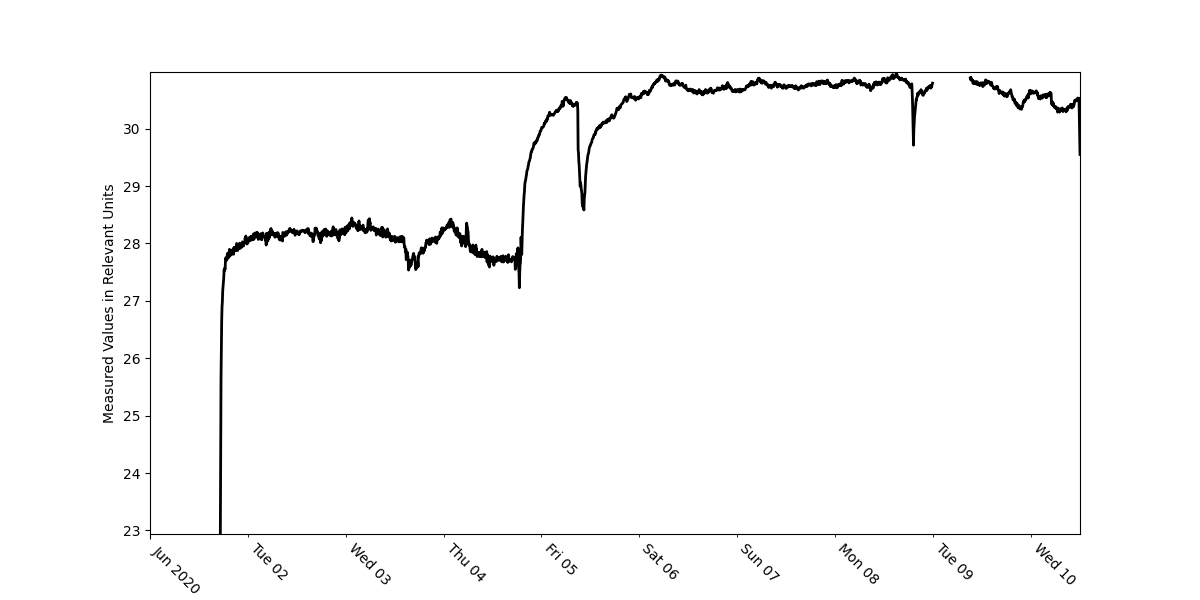 Measured Values in Relevant Units
30
29
28
27
26
25
24
23
Jun 2020
Tue 02
Wed 03
Thu 04
Fri 05
Sat 06
Sun 07
Mon 08
Tue 09
Wed 10